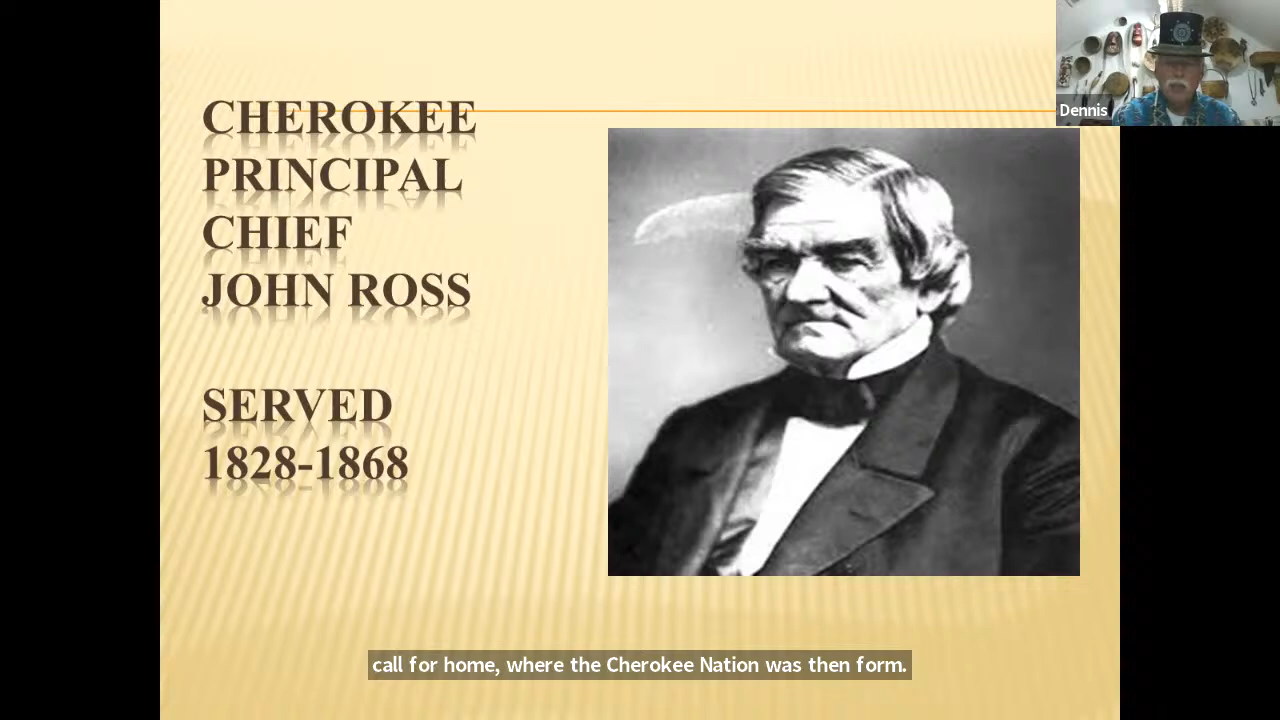 CHEROKEE
PRINCIPAL
CHIEF
JOHN ROSS
SERVED
1828-1868
Dennis
call for home, where the Cherokee Nation was then form.